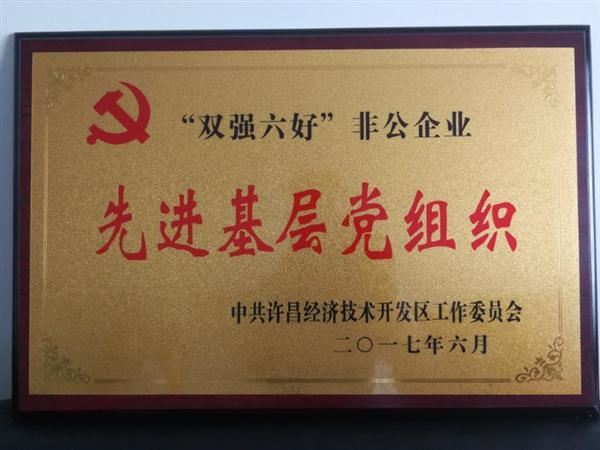 “双强六好”非公企业
先进基层党组织
中共许昌经济技术开发区工作委员会
二〇一七年六月